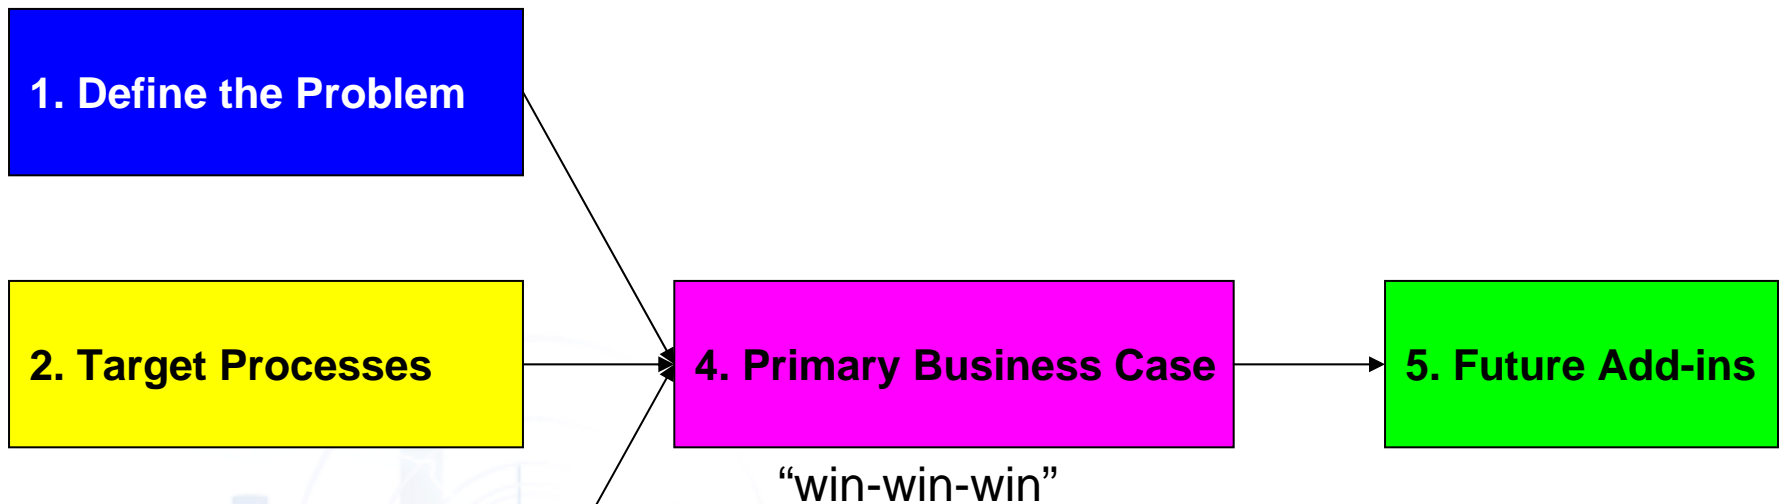 1. Define the Problem
2. Target Processes
4. Primary Business Case
5. Future Add-ins
“win-win-win”